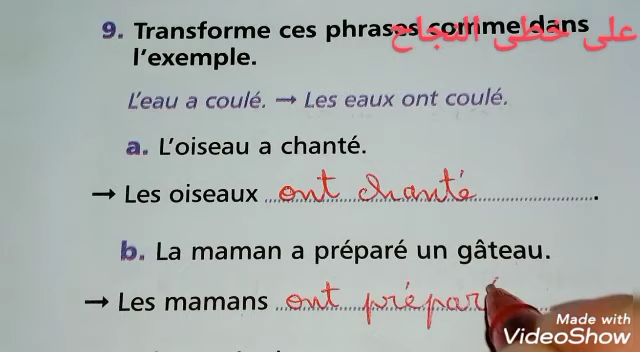 9. Transforme ces phrases comme dans
على خطى النجاح
l'exemple.
L'eau a coulé. → Les eaux ont coulé.
a. L'oiseau a chanté.
→ Les oiseaux ont chanté.
b. La maman a préparé un gâteau.
→ Les mamans ont prépar
Made with
VideoShow